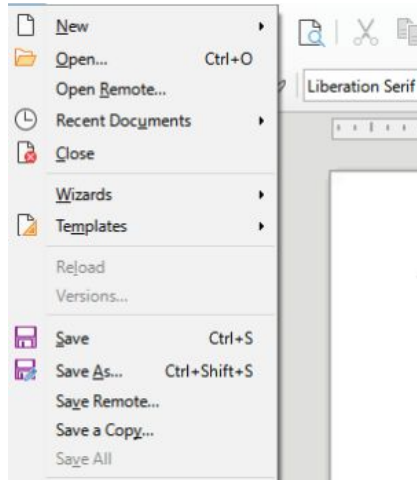 New
Open... Ctrl+O
Liberation Serif
Open Remote...
Recent Documents
Close
Wizards
Templates
Reload
Versions...
Save Ctrl+S
Save As... Ctrl+Shift+S
Save Remote...
Save a Copy...
Save All